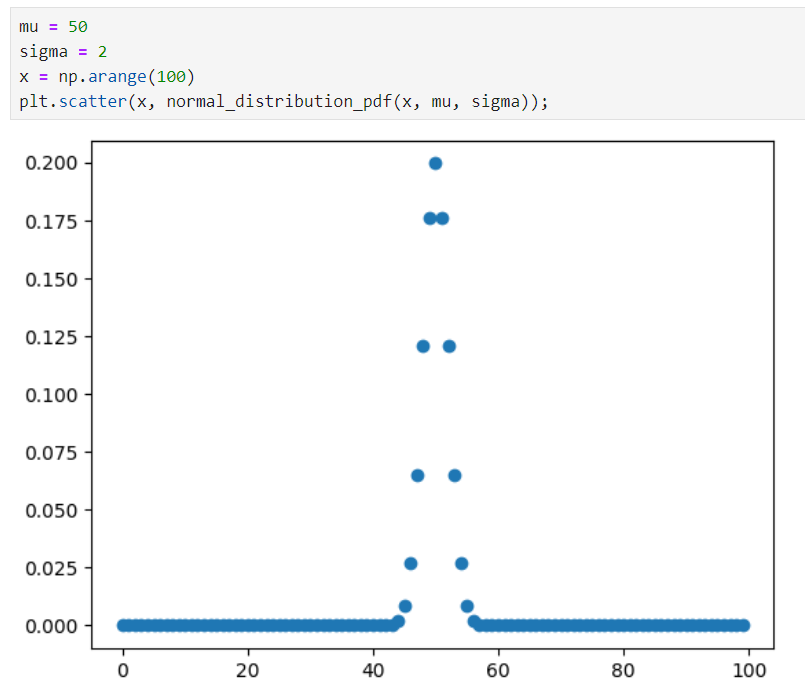 mu = 50
sigma = 2
x = np.arange(100)
plt.scatter(x, normal_distribution_pdf(x, mu, sigma));
0.200
0.175
0.150
0.125
0.100
0.075
0.050
0.025
0.000
0 20 40 60 80 100